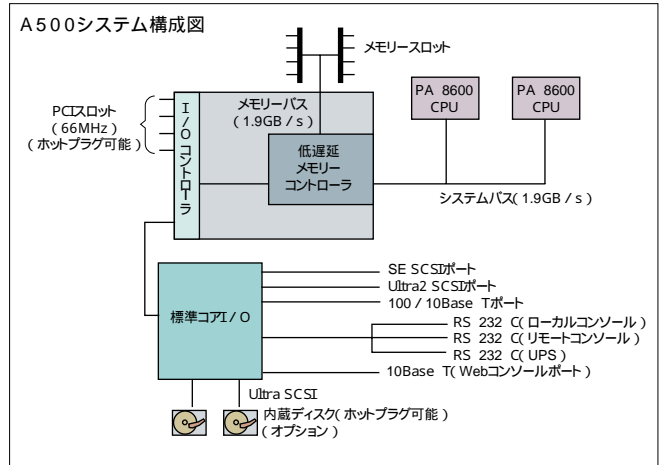 A500システム構成図
メモリースロット
PA 8600
CPU
PA 8600
CPU
PCIスロット
(66MHz)
(ホットプラグ可能)
I/Oコントローラ
メモリーバス
(1.9GB/s)
低遅延
メモリー
コントローラ
システムバス(1.9GB/s)
標準コアI/O
SE SCSIポート
Ultra2 SCSIポート
100/10Base Tポート
RS 232 C(ローカルコンソール)
RS 232 C(リモートコンソール)
RS 232 C(UPS)
10Base T(Webコンソールポート)
Ultra SCSI
内蔵ディスク(ホットプラグ可能)
(オプション)